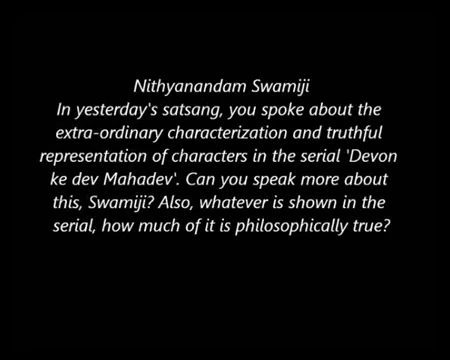 Nithyanandam Swamiji
In yesterday's satsang, you spoke about the
extra-ordinary characterization and truthful
representation of characters in the serial 'Devon
ke dev Mahadev'. Can you speak more about
this, Swamiji? Also, whatever is shown in the
serial, how much of it is philosophically true?